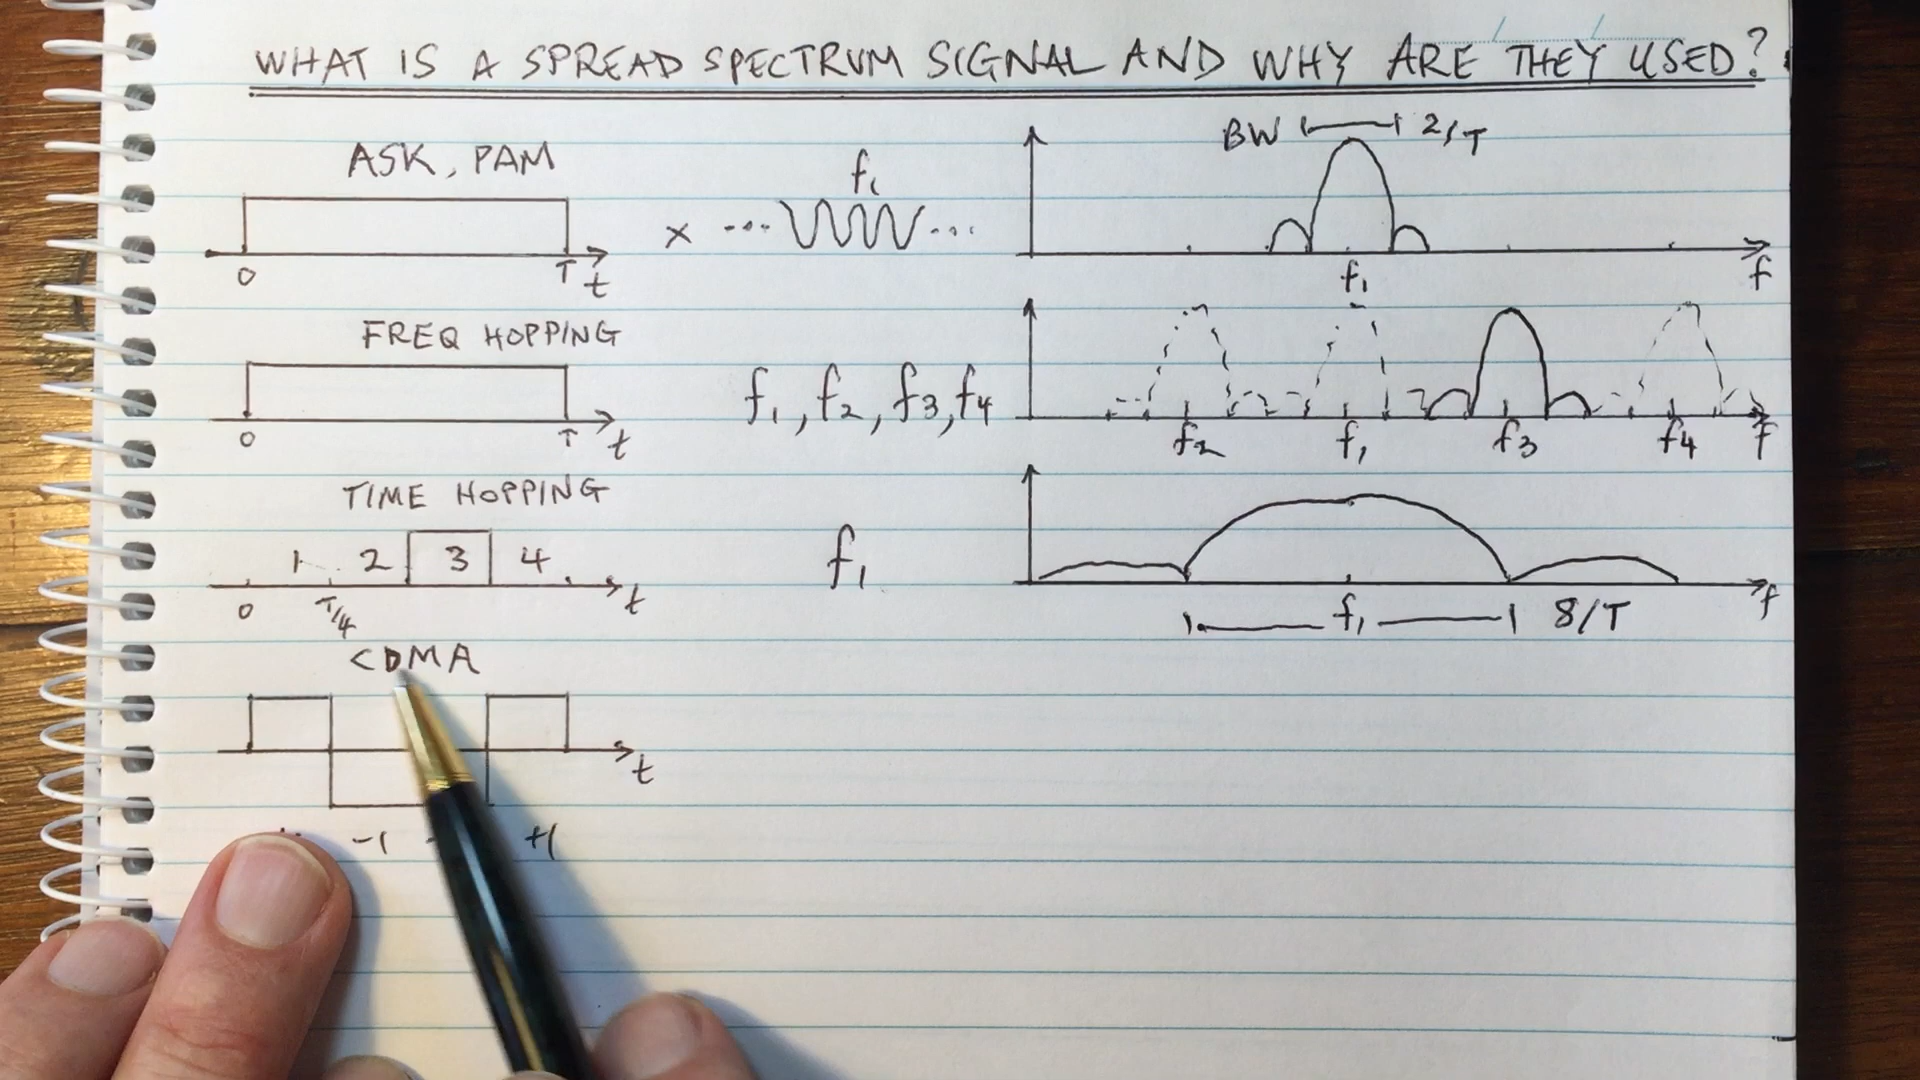 WHAT IS A SPREAD SPECTRUM SIGNAL AND WHY ARE THEY USED?
BW 2/T
ASK, PAM
f1
x ... ...
0 T t
f1 f
FREQ HOPPING
f1, f2, f3, f4
0 T t
f2 f1 f3 f4 f
TIME HOPPING
1 2 3 4
f1
0 T/4 t
f1 8/T f
CDMA
t
-1 +1